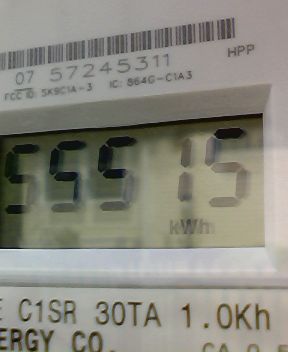 07 57245311
HPP
FCC ID: SK9C1A-3 IC: 864G-C1A3
55515
kWh
C1SR 30TA 1.0Kh
ERGY CO.